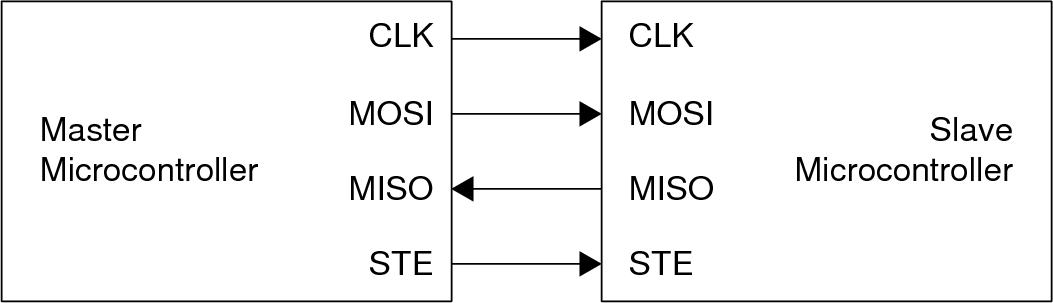 Master
Microcontroller
CLK
MOSI
MISO
STE
CLK
MOSI
MISO
STE
Slave
Microcontroller